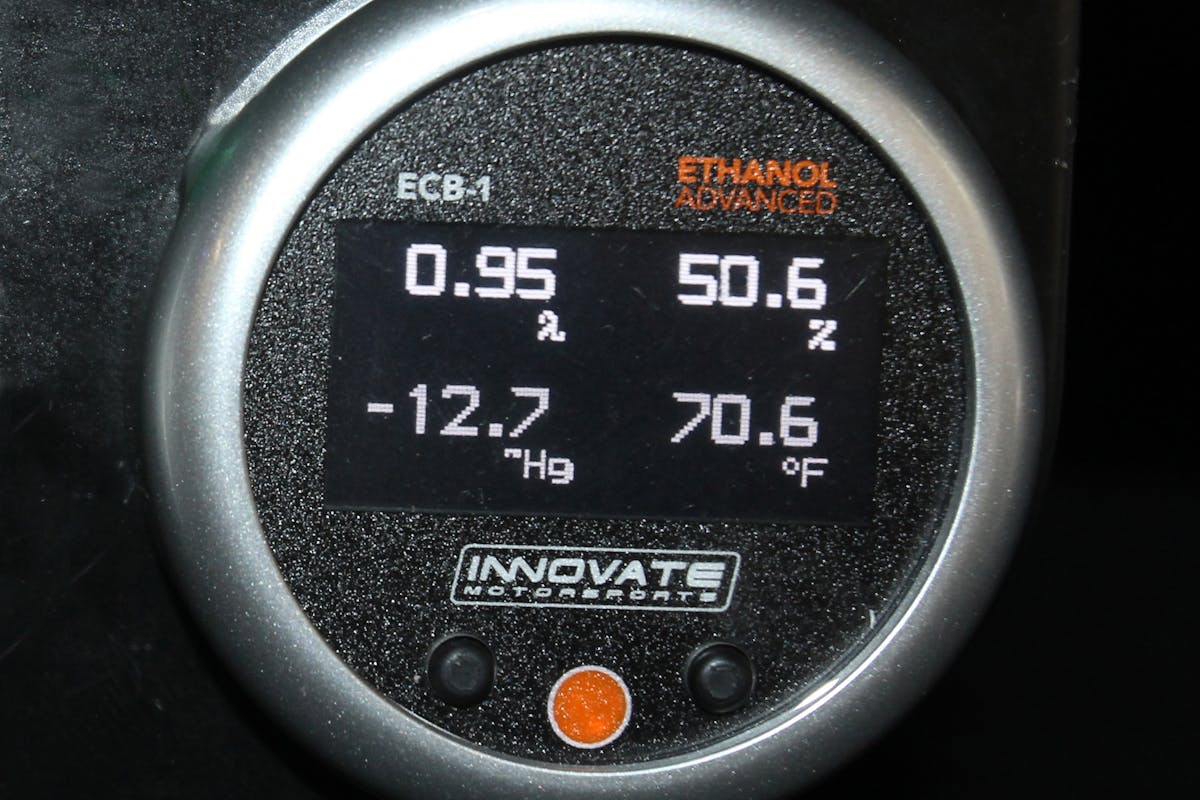 ECB-1
ETHANOL
ADVANCED
0.95
λ
50.6
%
-12.7
"Hg
70.6
°F
INNOVATE
MOTORSPORTS